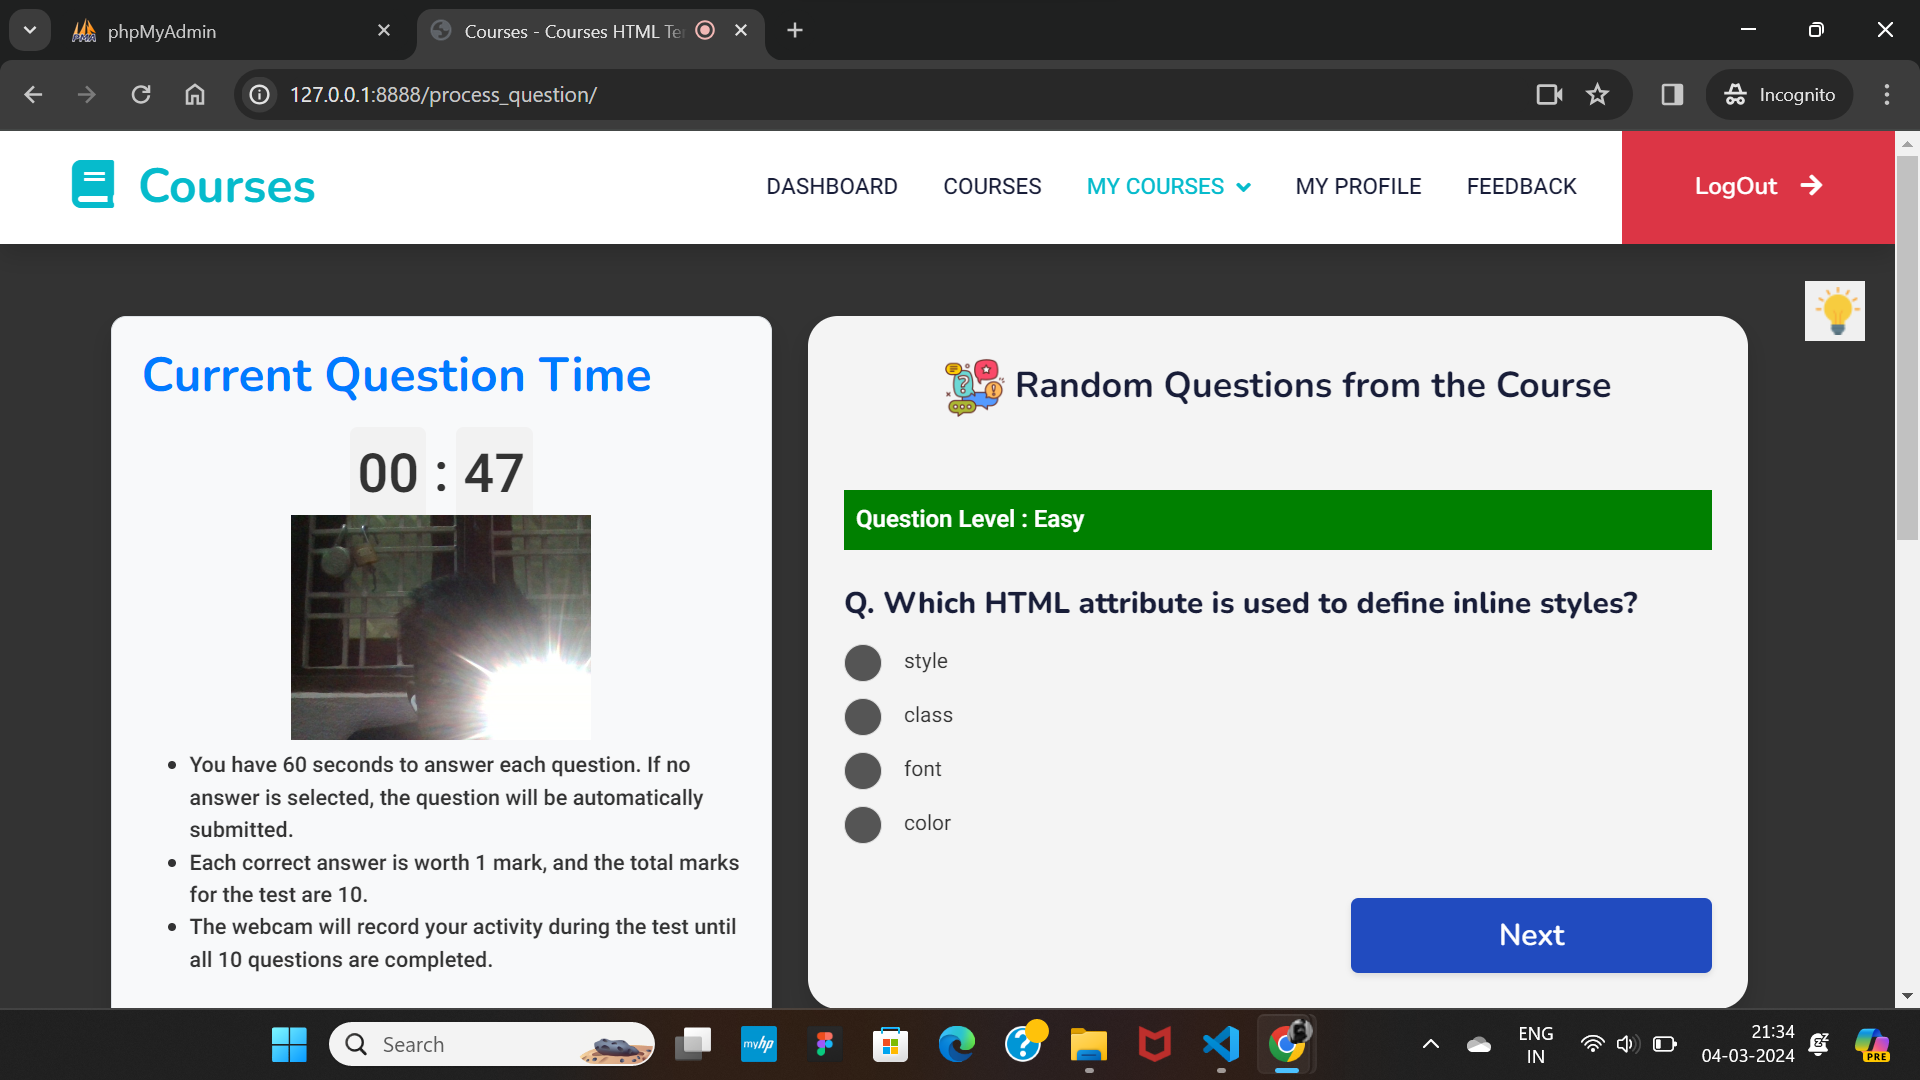 phpMyAdmin
Courses - Courses HTML Te
127.0.0.1:8888/process_question/
Incognito
Courses
DASHBOARD
COURSES
MY COURSES
MY PROFILE
FEEDBACK
LogOut
Current Question Time
00 : 47
You have 60 seconds to answer each question. If no
answer is selected, the question will be automatically
submitted.
Each correct answer is worth 1 mark, and the total marks
for the test are 10.
The webcam will record your activity during the test until
all 10 questions are completed.
Random Questions from the Course
Question Level : Easy
Q. Which HTML attribute is used to define inline styles?
style
class
font
color
Next
Search
myhp
ENG
IN
21:34
04-03-2024
PRE